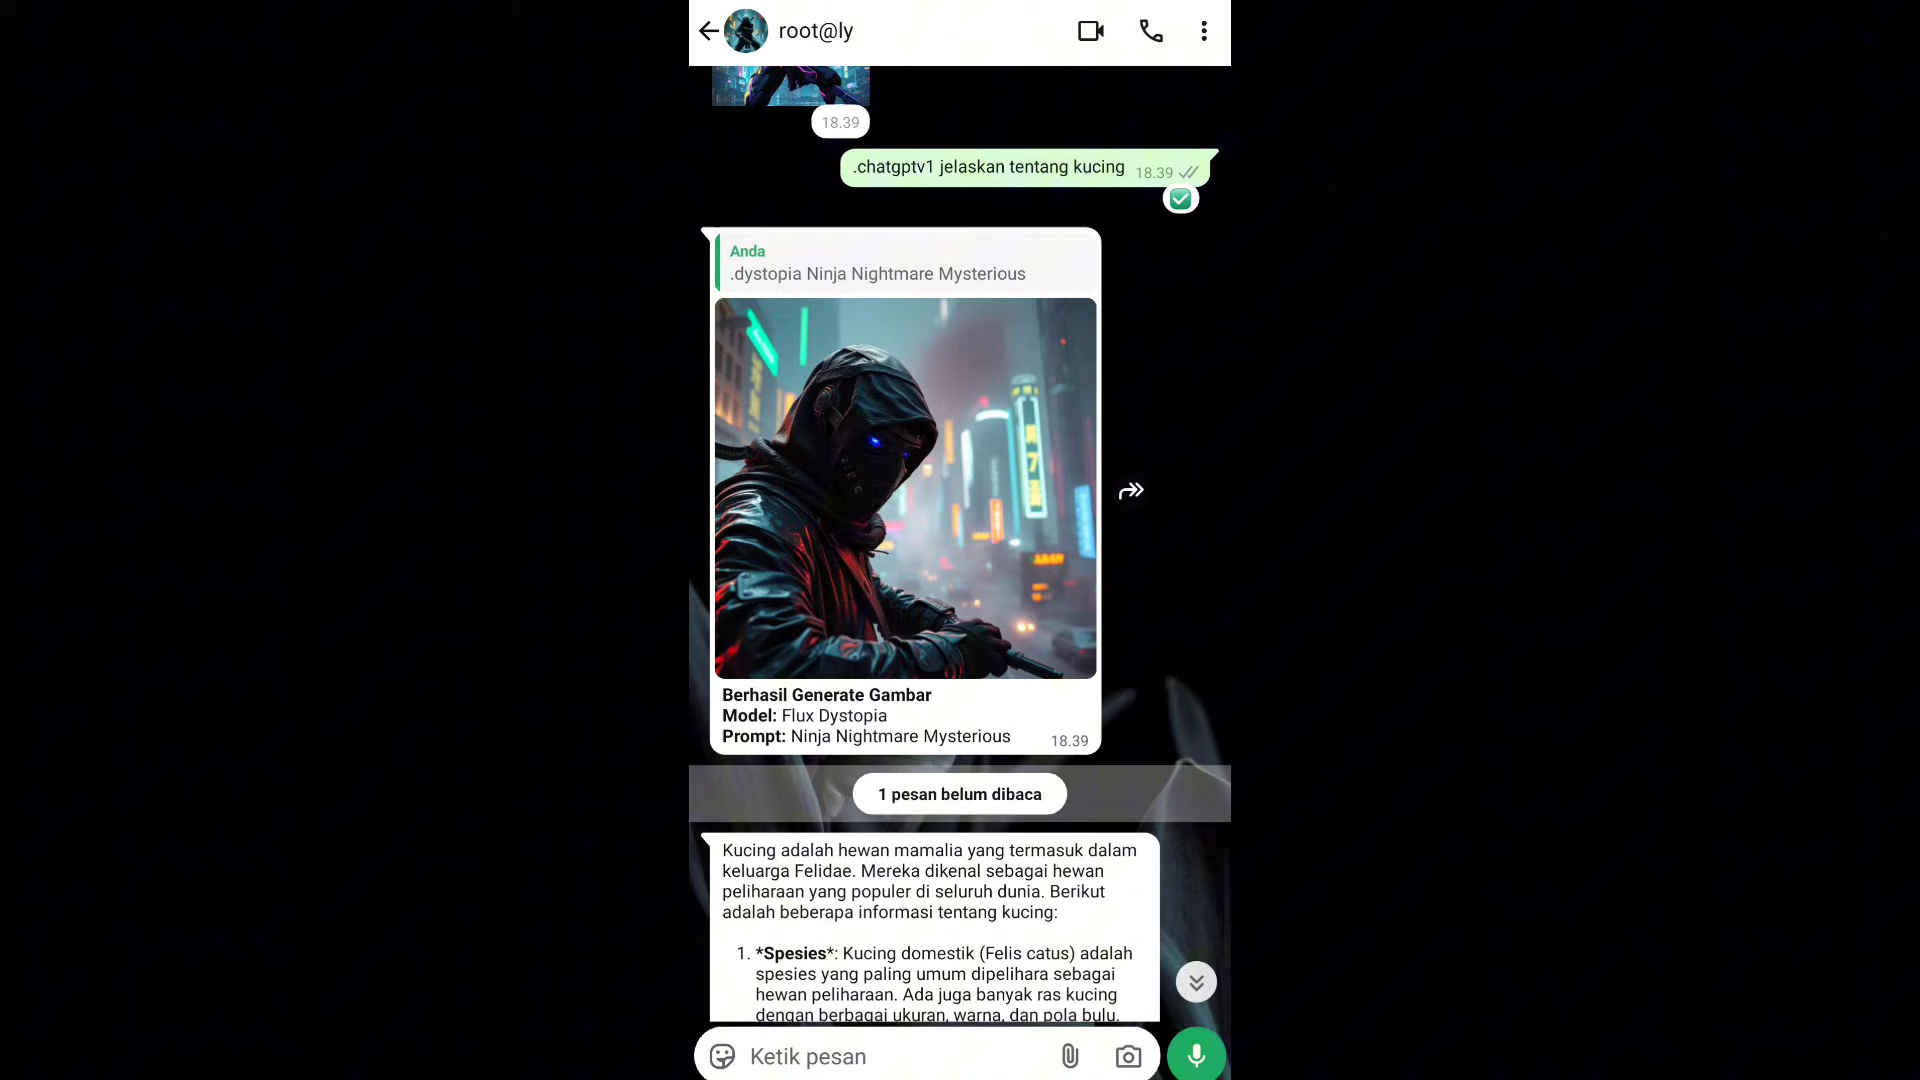 root@ly
18.39
.chatgptv1 jelaskan tentang kucing 18.39
Anda
.dystopia Ninja Nightmare Mysterious
Berhasil Generate Gambar
Model: Flux Dystopia
Prompt: Ninja Nightmare Mysterious 18.39
1 pesan belum dibaca
Kucing adalah hewan mamalia yang termasuk dalam
keluarga Felidae. Mereka dikenal sebagai hewan
peliharaan yang populer di seluruh dunia. Berikut
adalah beberapa informasi tentang kucing:
1. *Spesies*: Kucing domestik (Felis catus) adalah
spesies yang paling umum dipelihara sebagai
hewan peliharaan. Ada juga banyak ras kucing
dengan berbagai ukuran, warna, dan pola bulu.
Ketik pesan